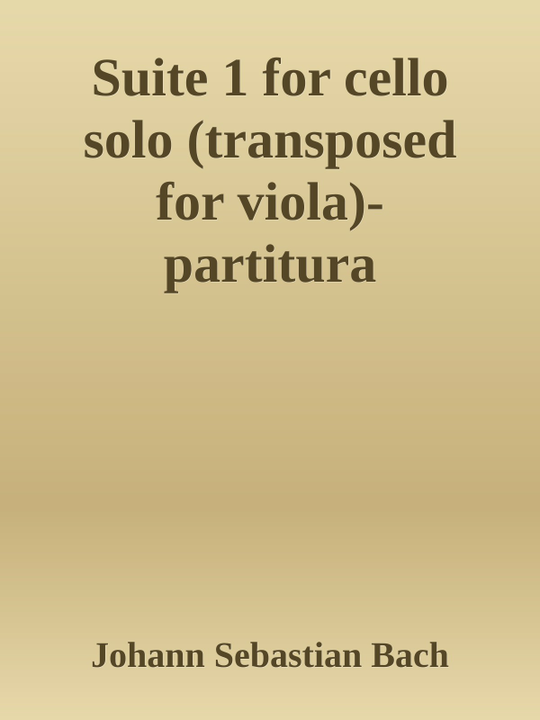 Suite 1 for cello
solo (transposed
for viola)-
partitura
Johann Sebastian Bach